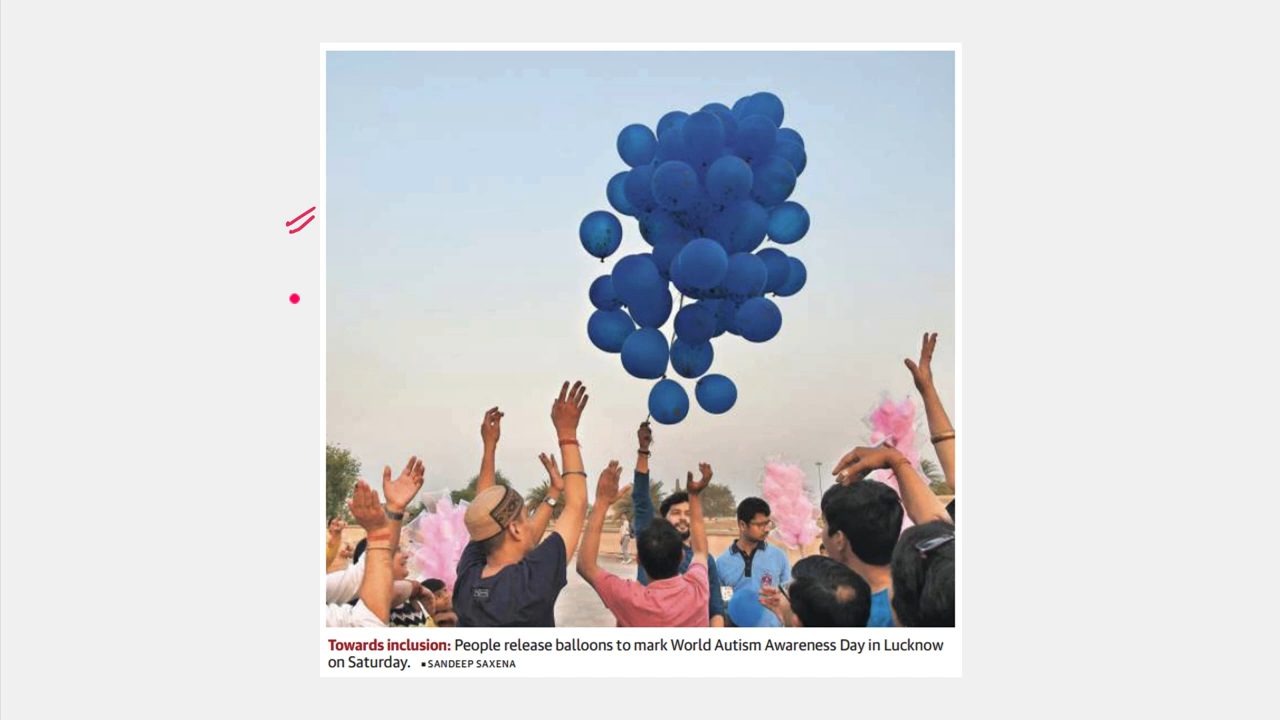 Towards inclusion: People release balloons to mark World Autism Awareness Day in Lucknow
on Saturday. ▪ SANDEEP SAXENA